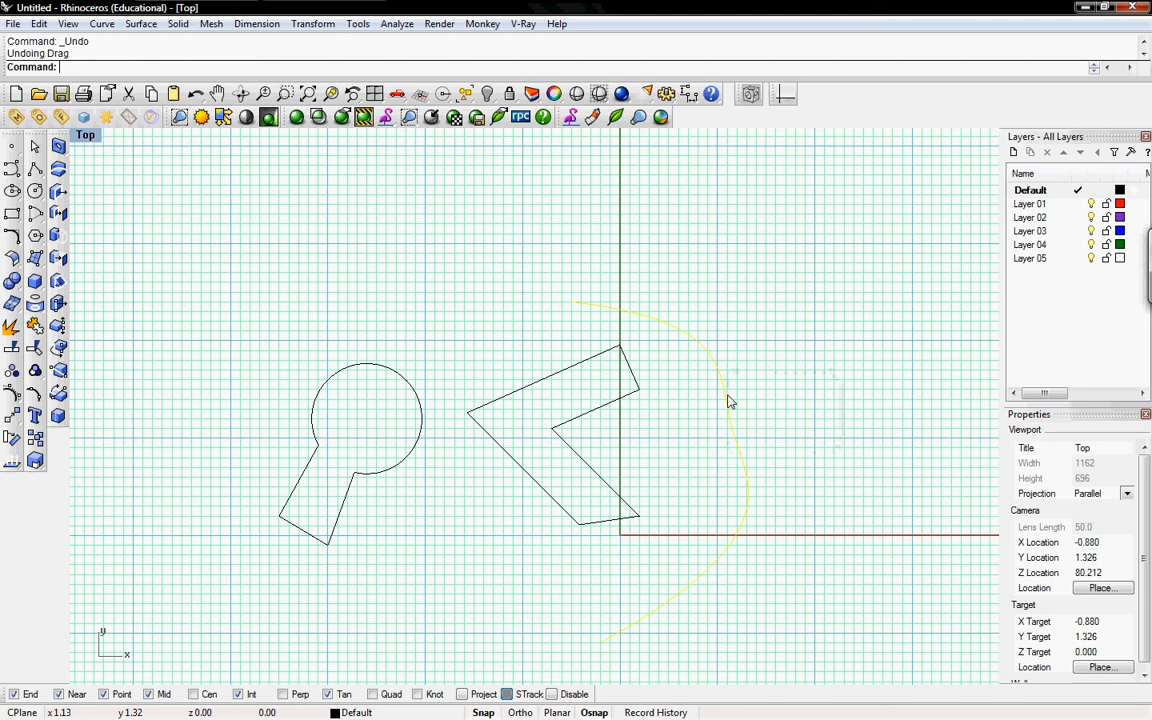 Untitled - Rhinoceros (Educational) - [Top]
File Edit View Curve Surface Solid Mesh Dimension Transform Tools Analyze Render Monkey V-Ray Help
Command: _Undo
Undoing Drag
Command:
Top
Layers - All Layers
Name
Default
Layer 01
Layer 02
Layer 03
Layer 04
Layer 05
Properties
Viewport
Title Top
Width 1162
Height 696
Projection Parallel
Camera
Lens Length 50.0
X Location -0.880
Y Location 1.326
Z Location 80.212
Location Place...
Target
X Target -0.880
Y Target 1.326
Z Target 0.000
Location Place...
y
x
End Near Point Mid Cen Int Perp Tan Quad Knot Project STrack Disable
CPlane x 1.13 y 1.32 z 0.00 0.00 Default Snap Ortho Planar Osnap Record History